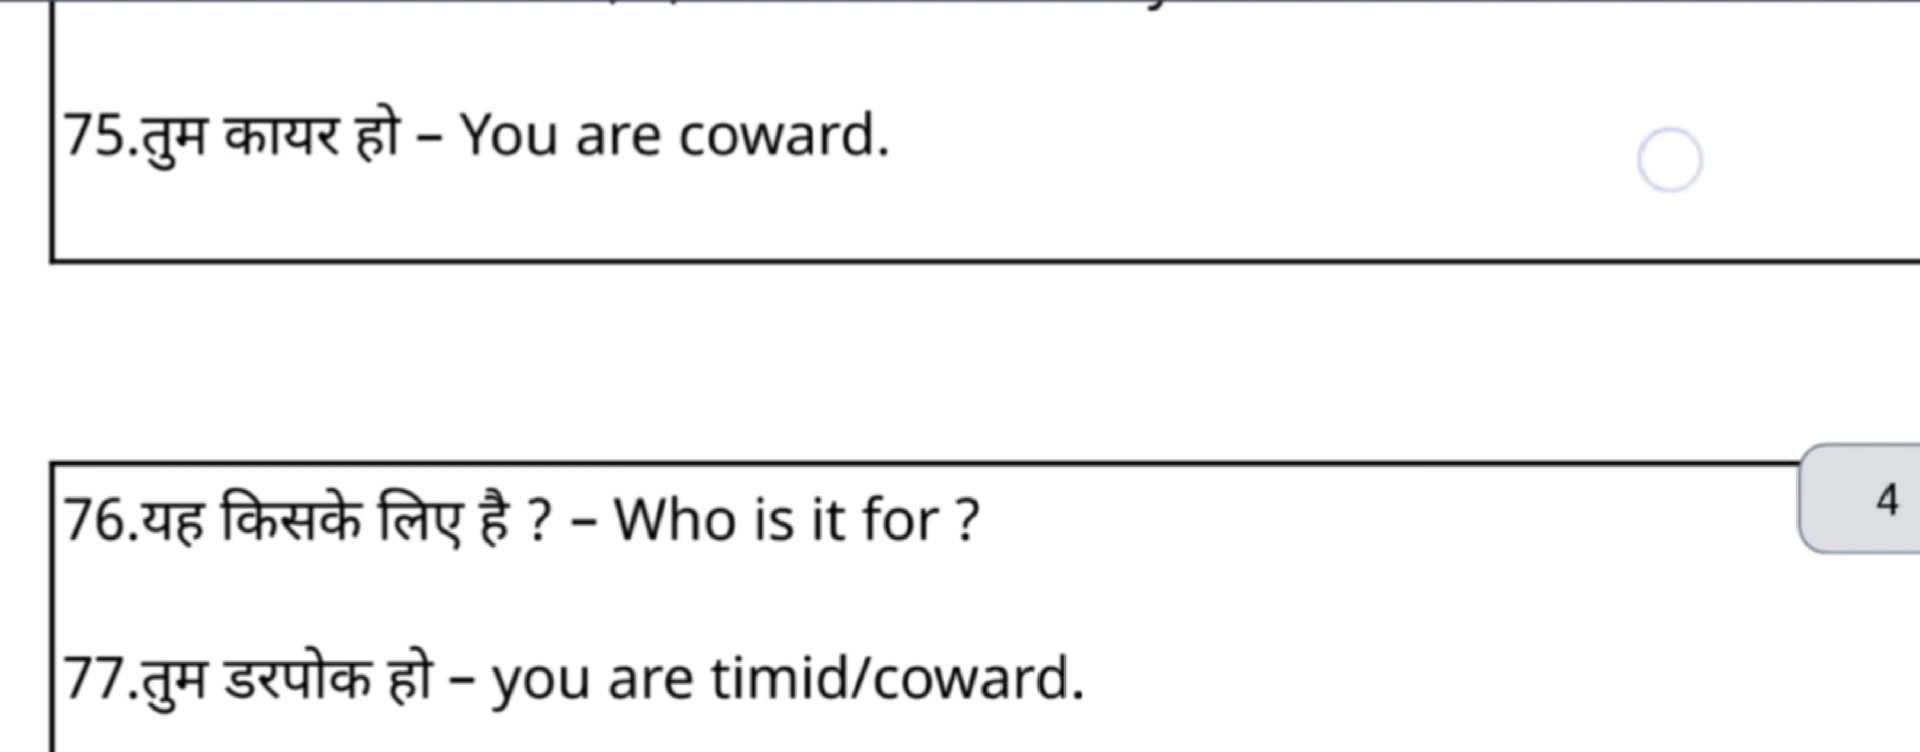 75.तुम कायर हो – You are coward.
76.यह किसके लिए है ? – Who is it for ?
4
77.तुम डरपोक हो – you are timid/coward.